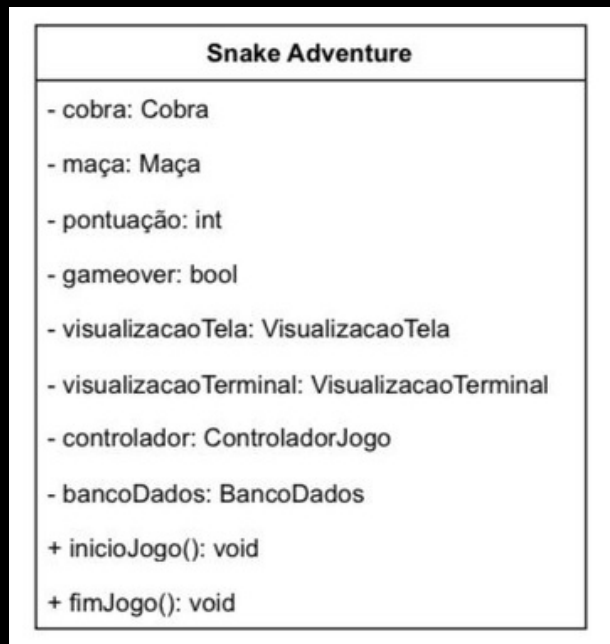 Snake Adventure
- cobra: Cobra
- maça: Maça
- pontuação: int
- gameover: bool
- visualizacaoTela: VisualizacaoTela
- visualizacaoTerminal: VisualizacaoTerminal
- controlador: ControladorJogo
- bancoDados: BancoDados
+ inicioJogo(): void
+ fimJogo(): void